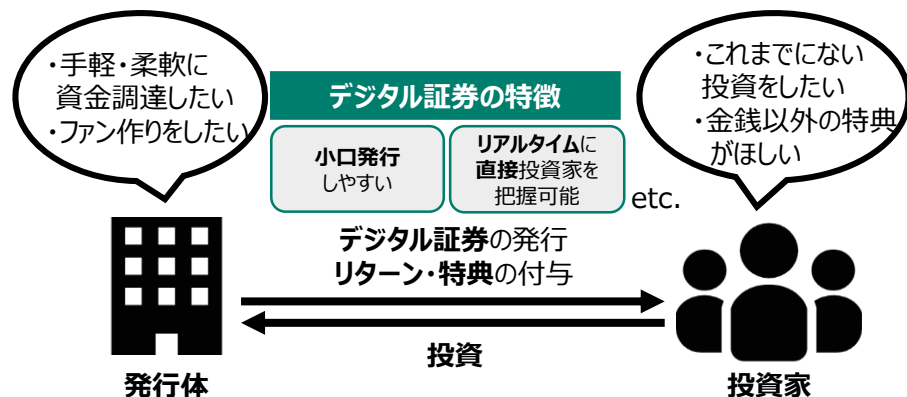 ・手軽・柔軟に
資金調達したい
・ファン作りをしたい
デジタル証券の特徴
小口発行
しやすい
リアルタイムに
直接投資家を
把握可能
etc.
・これまでにない
投資をしたい
・金銭以外の特典
がほしい
デジタル証券の発行
リターン・特典の付与
投資
発行体
投資家